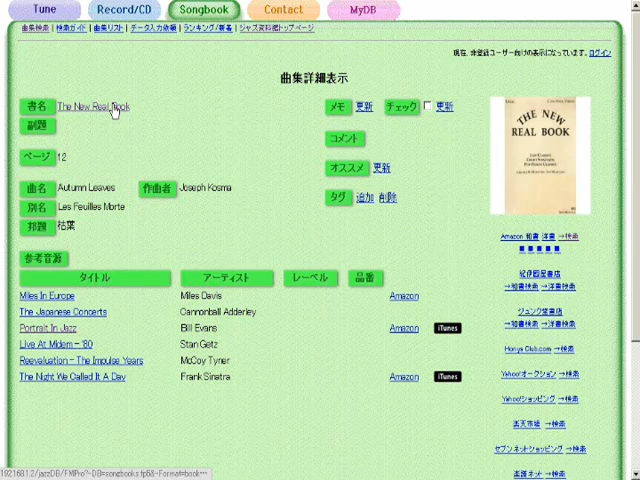 Tune Record/CD Songbook Contact MyDB
曲集検索 | 検索ガイド | 曲集リスト | データ入力依頼 | ランキング/新着 | ジャズ資料館トップページ
現在、非登録ユーザー向けの表示になっています。ログイン
曲集詳細表示
書名 The New Real Book メモ 更新 チェック 更新
副題
コメント
ページ 12
オススメ 更新
曲名 Autumn Leaves 作曲者 Joseph Kosma
タグ 追加 削除
別名 Les Feuilles Morte
邦題 枯葉
THE NEW
REAL BOOK
参考音源
タイトル アーティスト レーベル 品番
Miles In Europe Miles Davis Amazon
The Japanese Concerts Cannonball Adderley
Portrait In Jazz Bill Evans Amazon iTunes
Live At Midem - '80 Stan Getz
Reevaluation - The Impulse Years McCoy Tyner
The Night We Called It A Day Frank Sinatra Amazon iTunes
Amazon 和書 洋書 →検索
紀伊國屋書店
→和書検索 →洋書検索
ジュンク堂書店
→和書検索 →洋書検索
Honya Club.com →検索
Yahoo!オークション →検索
Yahoo!ショッピング →検索
楽天市場 →検索
セブンネットショッピング →検索
楽譜ネット →検索
192.168.1.2/jazzDB/FMPro?-DB=songbooks.fp5&-Format=book...